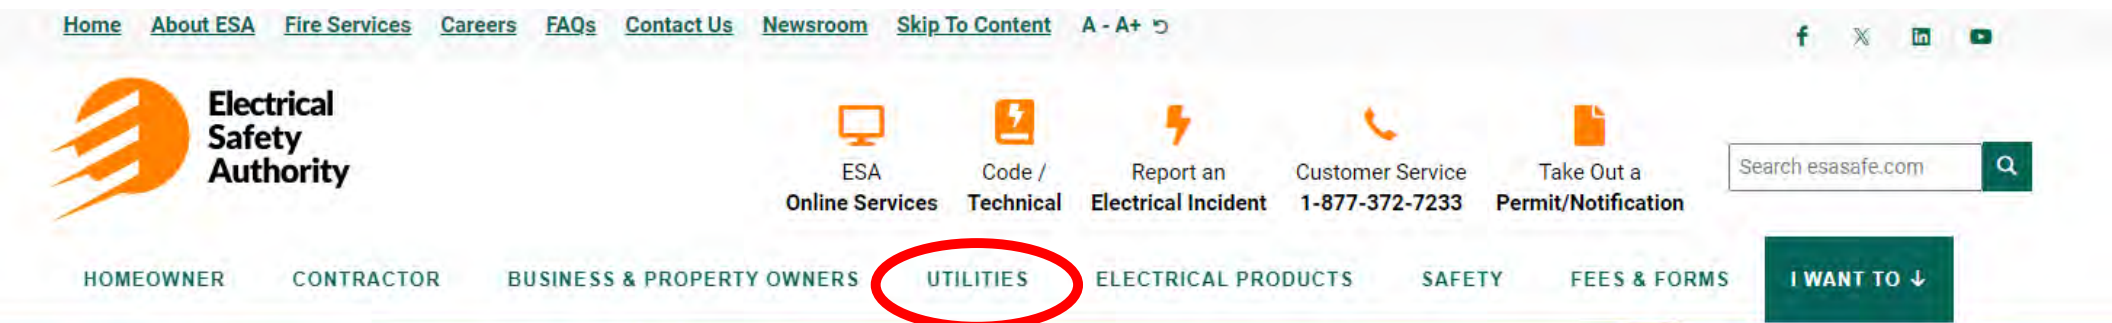 Home About ESA Fire Services Careers FAQs Contact Us Newsroom Skip To Content A - A+
Electrical
Safety
Authority
ESA
Online Services
Code /
Technical
Report an
Electrical Incident
Customer Service
1-877-372-7233
Take Out a
Permit/Notification
Search esasafe.com
HOMEOWNER CONTRACTOR BUSINESS & PROPERTY OWNERS UTILITIES ELECTRICAL PRODUCTS SAFETY FEES & FORMS I WANT TO ↓